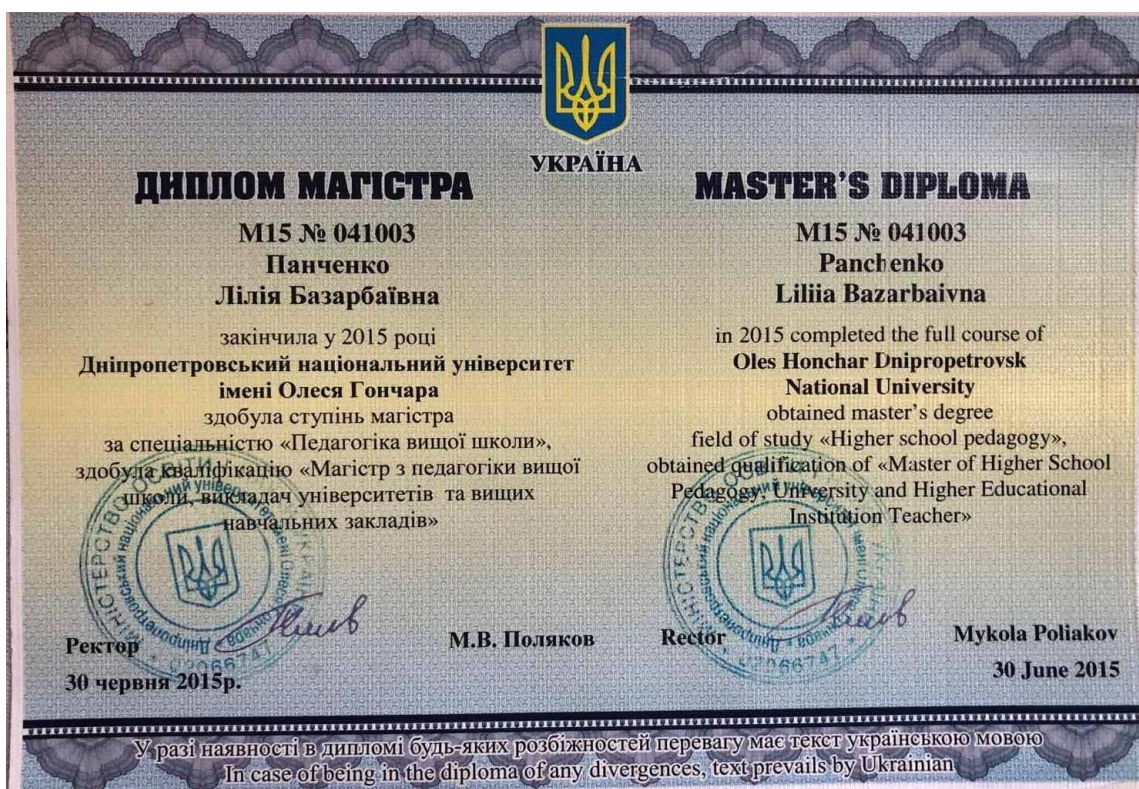 УКРАЇНА
ДИПЛОМ МАГІСТРА
М15 № 041003
Панченко
Лілія Базарбаївна
закінчила у 2015 році
Дніпропетровський національний університет
імені Олеся Гончара
здобула ступінь магістра
за спеціальністю «Педагогіка вищої школи»,
здобула кваліфікацію «Магістр з педагогіки вищої
школи, викладач університетів та вищих
навчальних закладів»
Ректор
М.В. Поляков
30 червня 2015р.
MASTER'S DIPLOMA
M15 № 041003
Panchenko
Liliia Bazarbaivna
in 2015 completed the full course of
Oles Honchar Dnipropetrovsk
National University
obtained master's degree
field of study «Higher school pedagogy»,
obtained qualification of «Master of Higher School
Pedagogy, University and Higher Educational
Institution Teacher»
Rector
Mykola Poliakov
30 June 2015
У разі наявності в дипломі будь-яких розбіжностей перевагу має текст українською мовою
In case of being in the diploma of any divergences, text prevails by Ukrainian